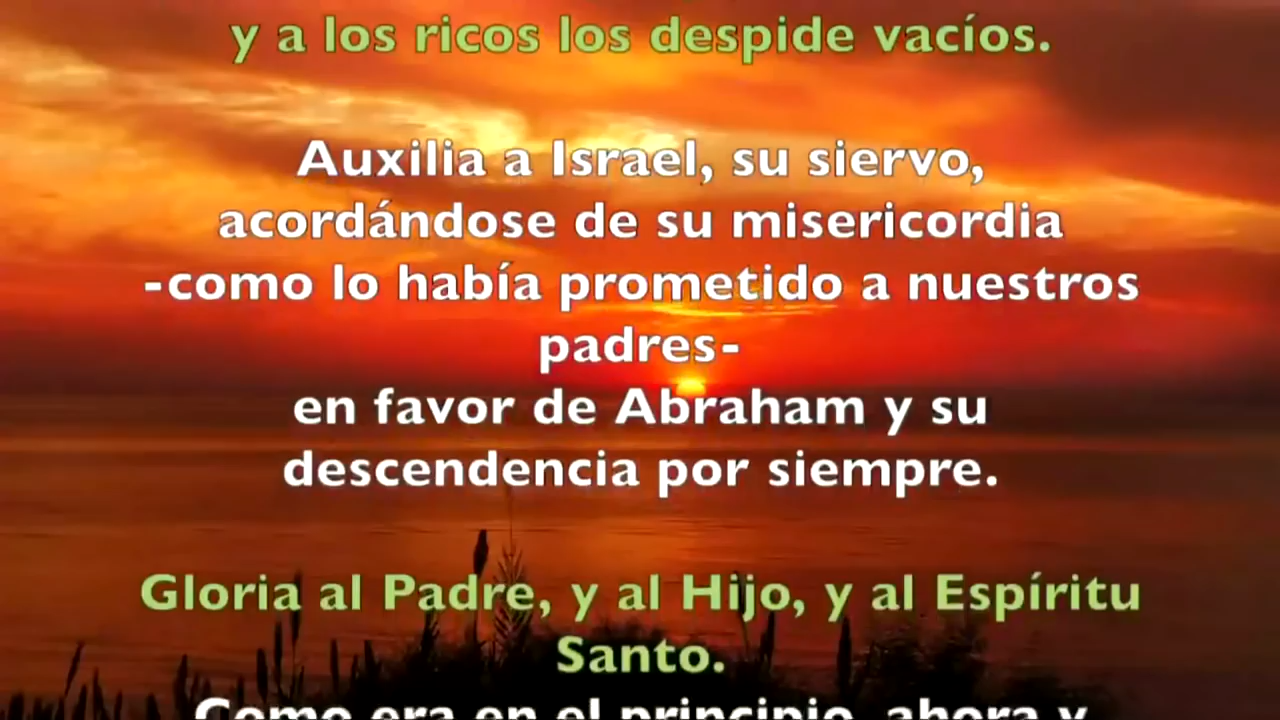 y a los ricos los despide vacíos.
Auxilia a Israel, su siervo,
acordándose de su misericordia
-como lo había prometido a nuestros
padres-
en favor de Abraham y su
descendencia por siempre.
Gloria al Padre, y al Hijo, y al Espíritu
Santo.
Como era en el principio, ahora y